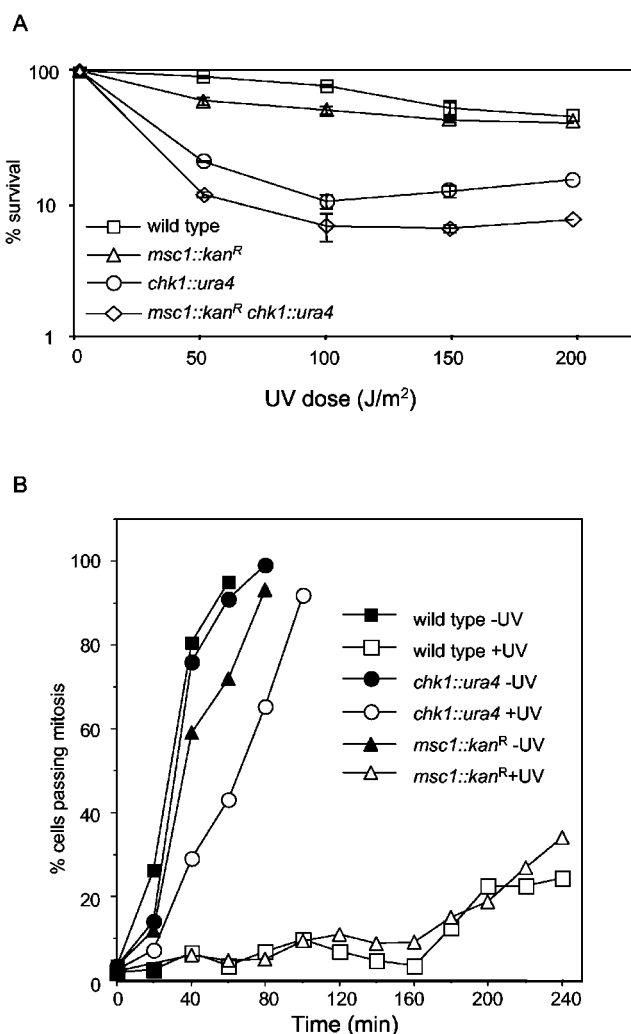 A
100
10
1
% survival
wild type
msc1::kanᴿ
chk1::ura4
msc1::kanᴿ chk1::ura4
0 50 100 150 200
UV dose (J/m²)
B
100
80
60
40
20
0
% cells passing mitosis
wild type -UV
wild type +UV
chk1::ura4 -UV
chk1::ura4 +UV
msc1::kanᴿ -UV
msc1::kanᴿ+UV
0 40 80 120 160 200 240
Time (min)